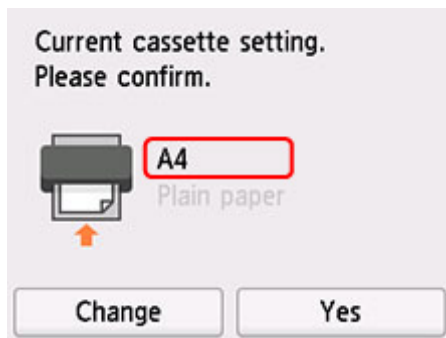 Current cassette setting.
Please confirm.
A4
Plain paper
Change
Yes